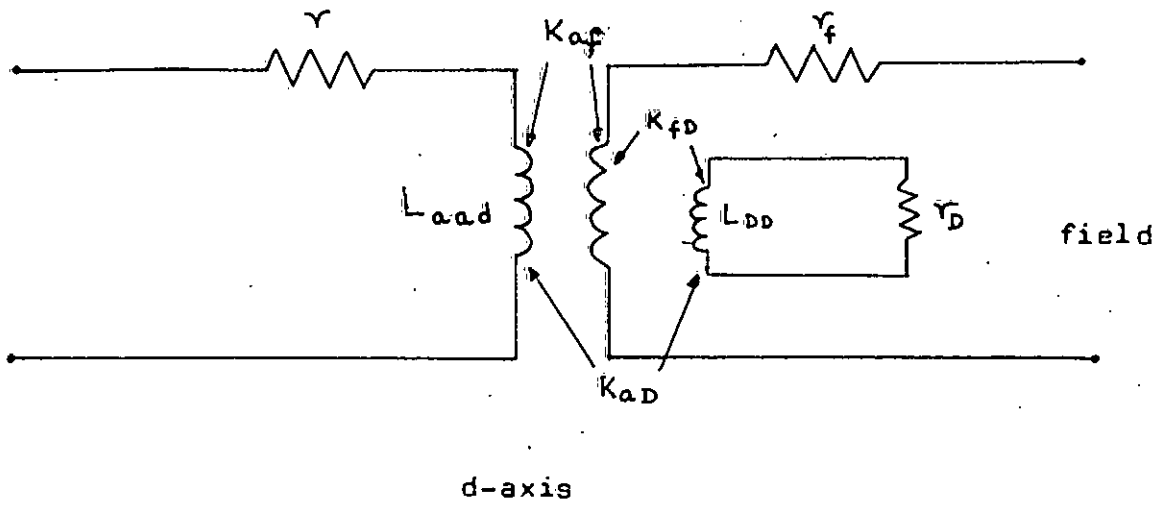 r
K_af
r_f
K_fD
L_aad
L_DD
r_D
field
K_aD
d-axis